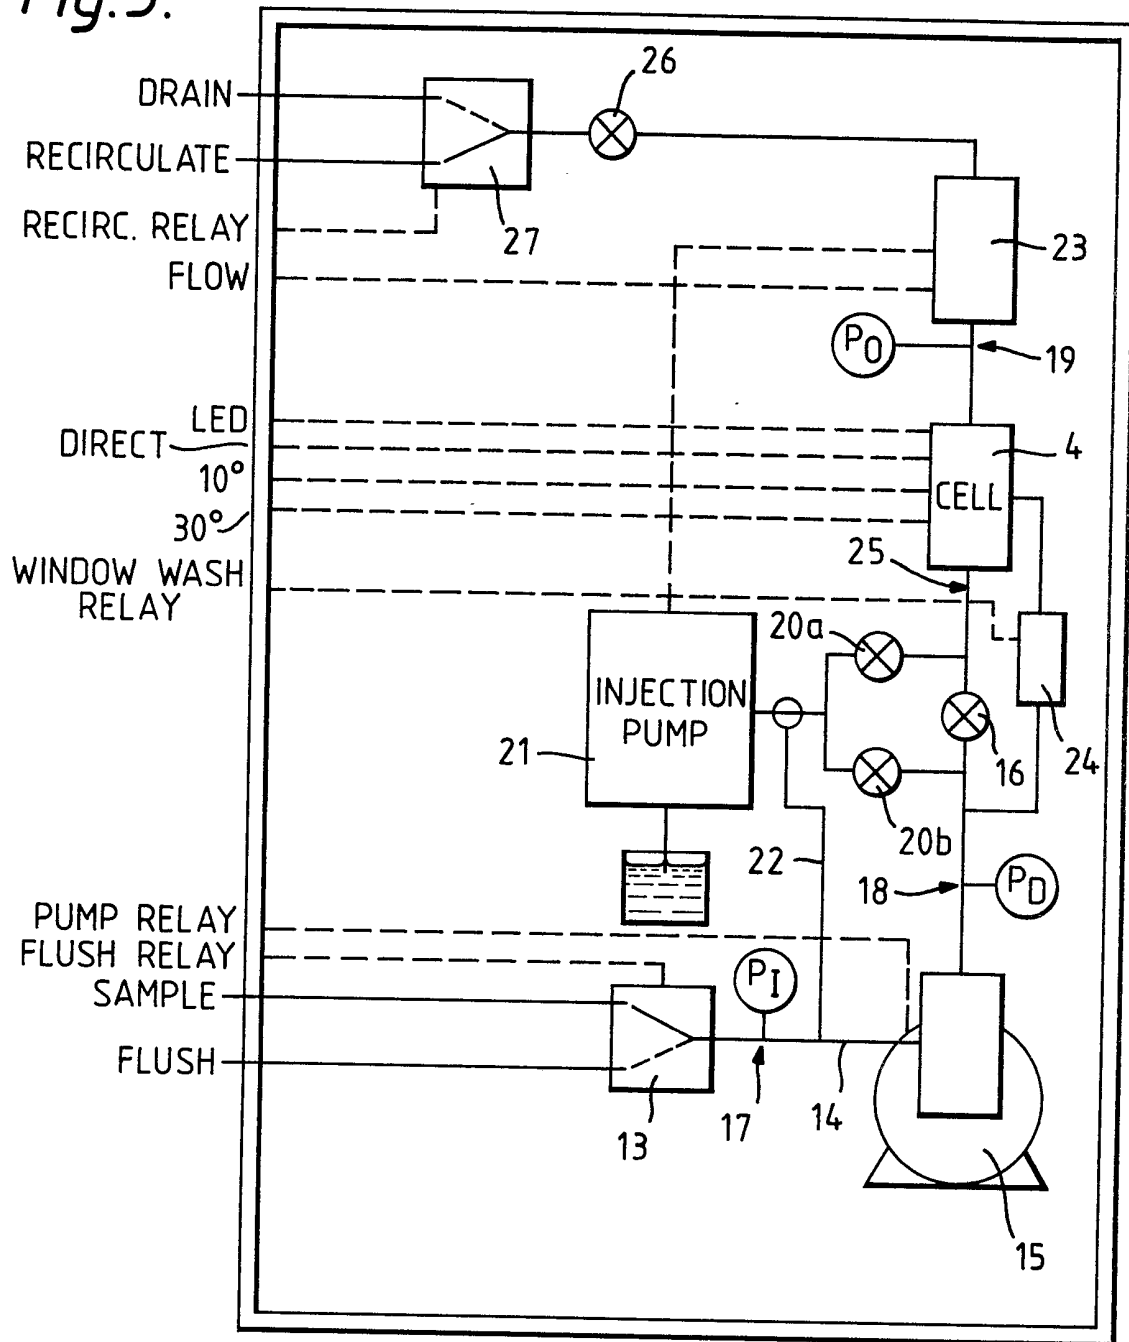 Fig.5.
26
DRAIN
RECIRCULATE
RECIRC. RELAY
27
23
FLOW
PO
19
LED
DIRECT
4
10°
CELL
30°
25
WINDOW WASH
RELAY
20a
INJECTION
PUMP
21
16
24
20b
22
18
PD
PUMP RELAY
FLUSH RELAY
PI
SAMPLE
FLUSH
13
17
14
15